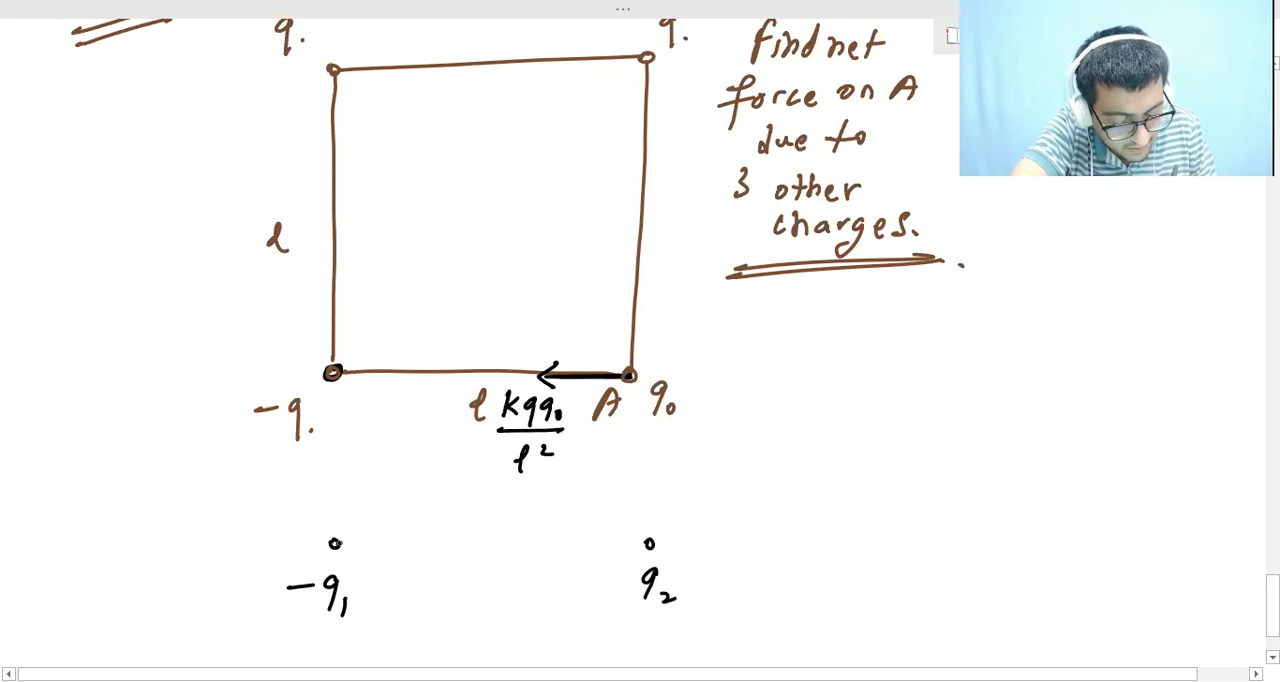 q.
q.
find net
force on A
due to
3 other
charges.
l
-q.
l
kqq₀
l²
A
q₀
-q₁
q₂